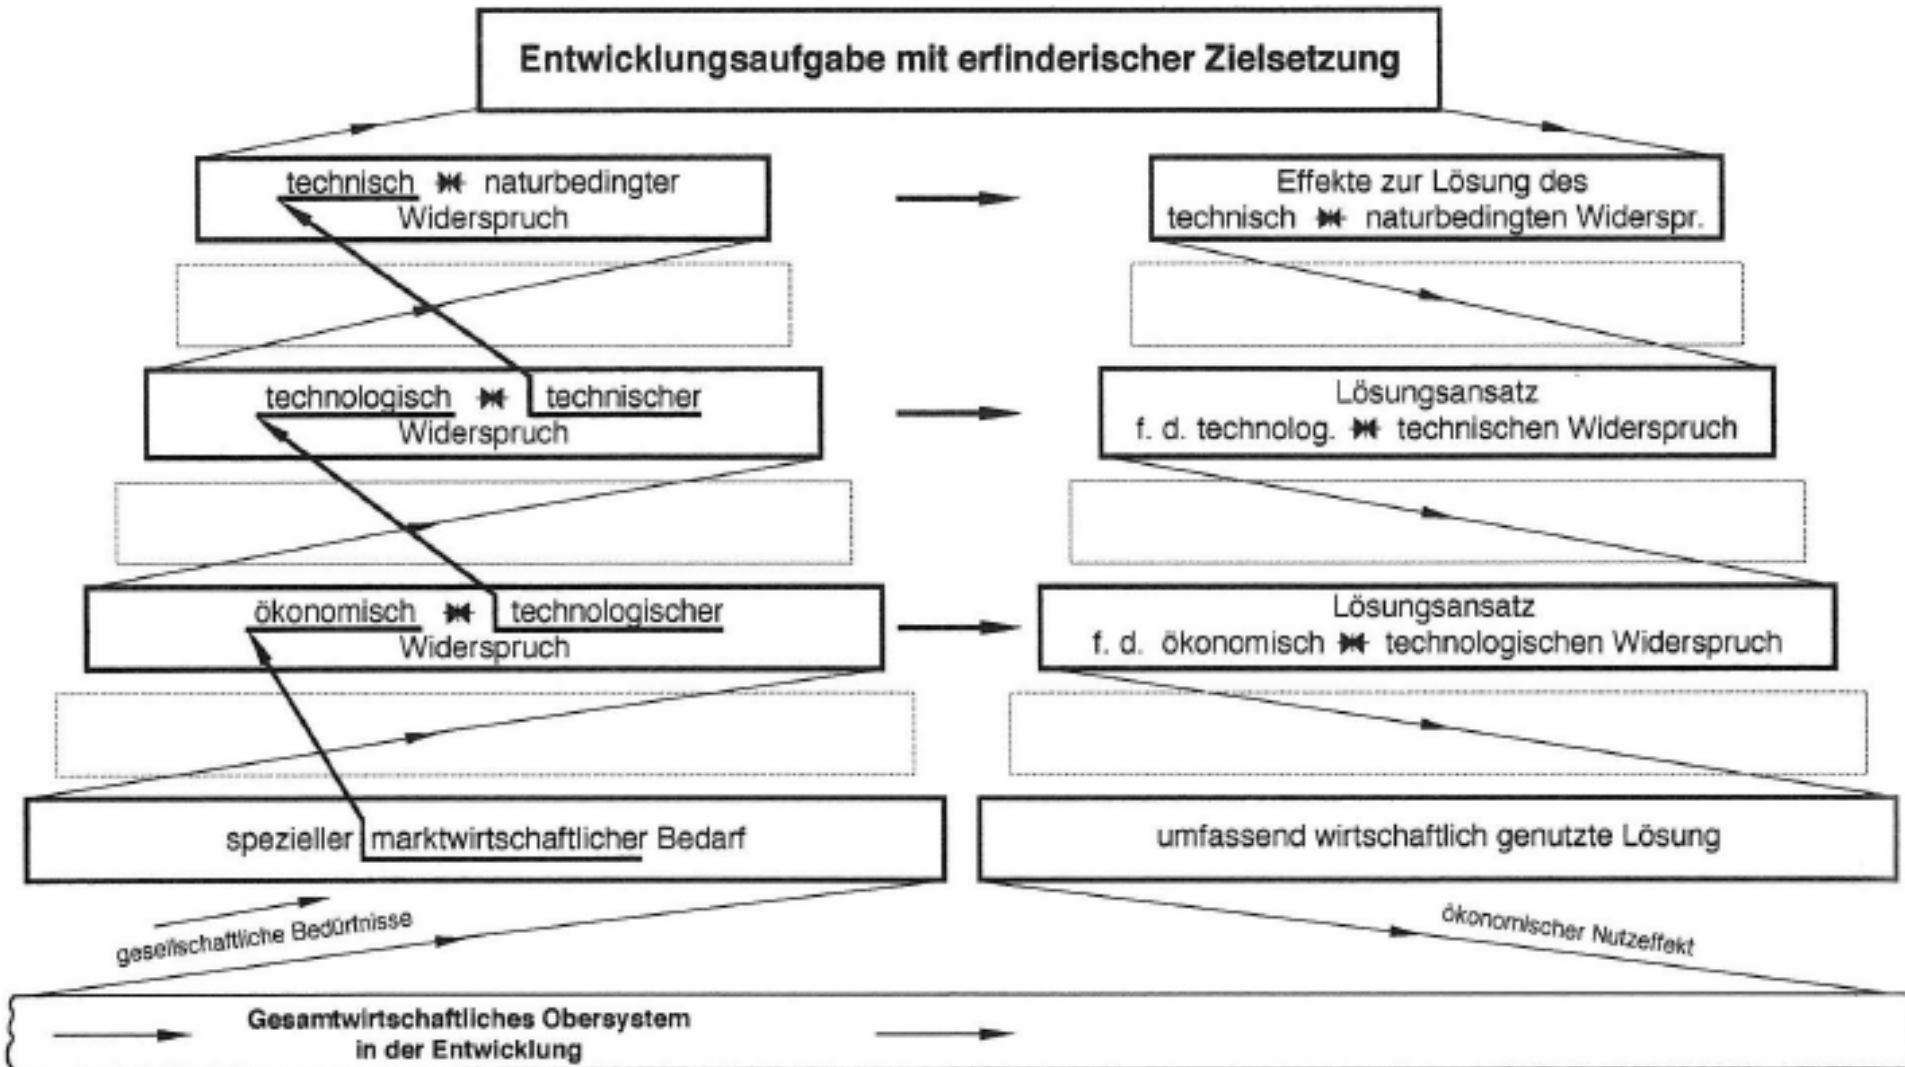 Entwicklungsaufgabe mit erfinderischer Zielsetzung
technisch naturbedingter
Widerspruch
Effekte zur Lösung des
technisch naturbedingten Widerspr.
technologisch technischer
Widerspruch
Lösungsansatz
f. d. technolog. technischen Widerspruch
ökonomisch technologischer
Widerspruch
Lösungsansatz
f. d. ökonomisch technologischen Widerspruch
spezieller marktwirtschaftlicher Bedarf
umfassend wirtschaftlich genutzte Lösung
gesellschaftliche Bedürfnisse
ökonomischer Nutzeffekt
Gesamtwirtschaftliches Obersystem
in der Entwicklung